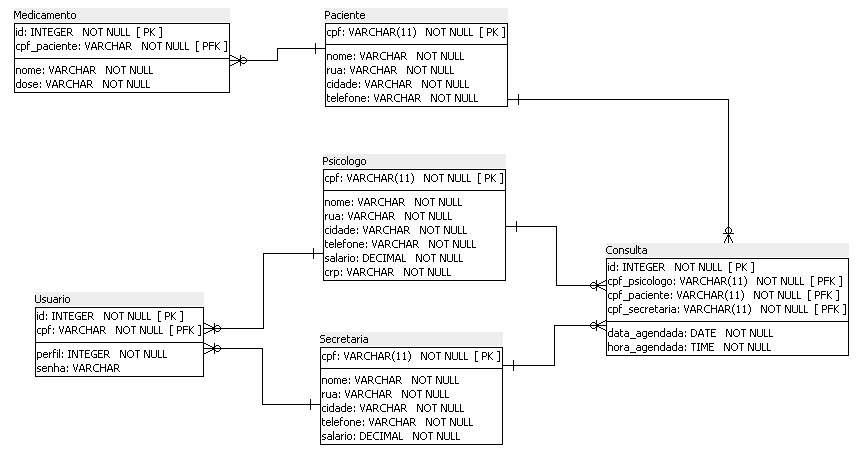 Medicamento
id: INTEGER NOT NULL [ PK ]
cpf_paciente: VARCHAR NOT NULL [ PFK ]
nome: VARCHAR NOT NULL
dose: VARCHAR NOT NULL
Paciente
cpf: VARCHAR(11) NOT NULL [ PK ]
nome: VARCHAR NOT NULL
rua: VARCHAR NOT NULL
cidade: VARCHAR NOT NULL
telefone: VARCHAR NOT NULL
Psicologo
cpf: VARCHAR(11) NOT NULL [ PK ]
nome: VARCHAR NOT NULL
rua: VARCHAR NOT NULL
cidade: VARCHAR NOT NULL
telefone: VARCHAR NOT NULL
salario: DECIMAL NOT NULL
crp: VARCHAR NOT NULL
Consulta
id: INTEGER NOT NULL [ PK ]
cpf_psicologo: VARCHAR(11) NOT NULL [ PFK ]
cpf_paciente: VARCHAR(11) NOT NULL [ PFK ]
cpf_secretaria: VARCHAR(11) NOT NULL [ PFK ]
data_agendada: DATE NOT NULL
hora_agendada: TIME NOT NULL
Usuario
id: INTEGER NOT NULL [ PK ]
cpf: VARCHAR NOT NULL [ PFK ]
perfil: INTEGER NOT NULL
senha: VARCHAR
Secretaria
cpf: VARCHAR(11) NOT NULL [ PK ]
nome: VARCHAR NOT NULL
rua: VARCHAR NOT NULL
cidade: VARCHAR NOT NULL
telefone: VARCHAR NOT NULL
salario: DECIMAL NOT NULL